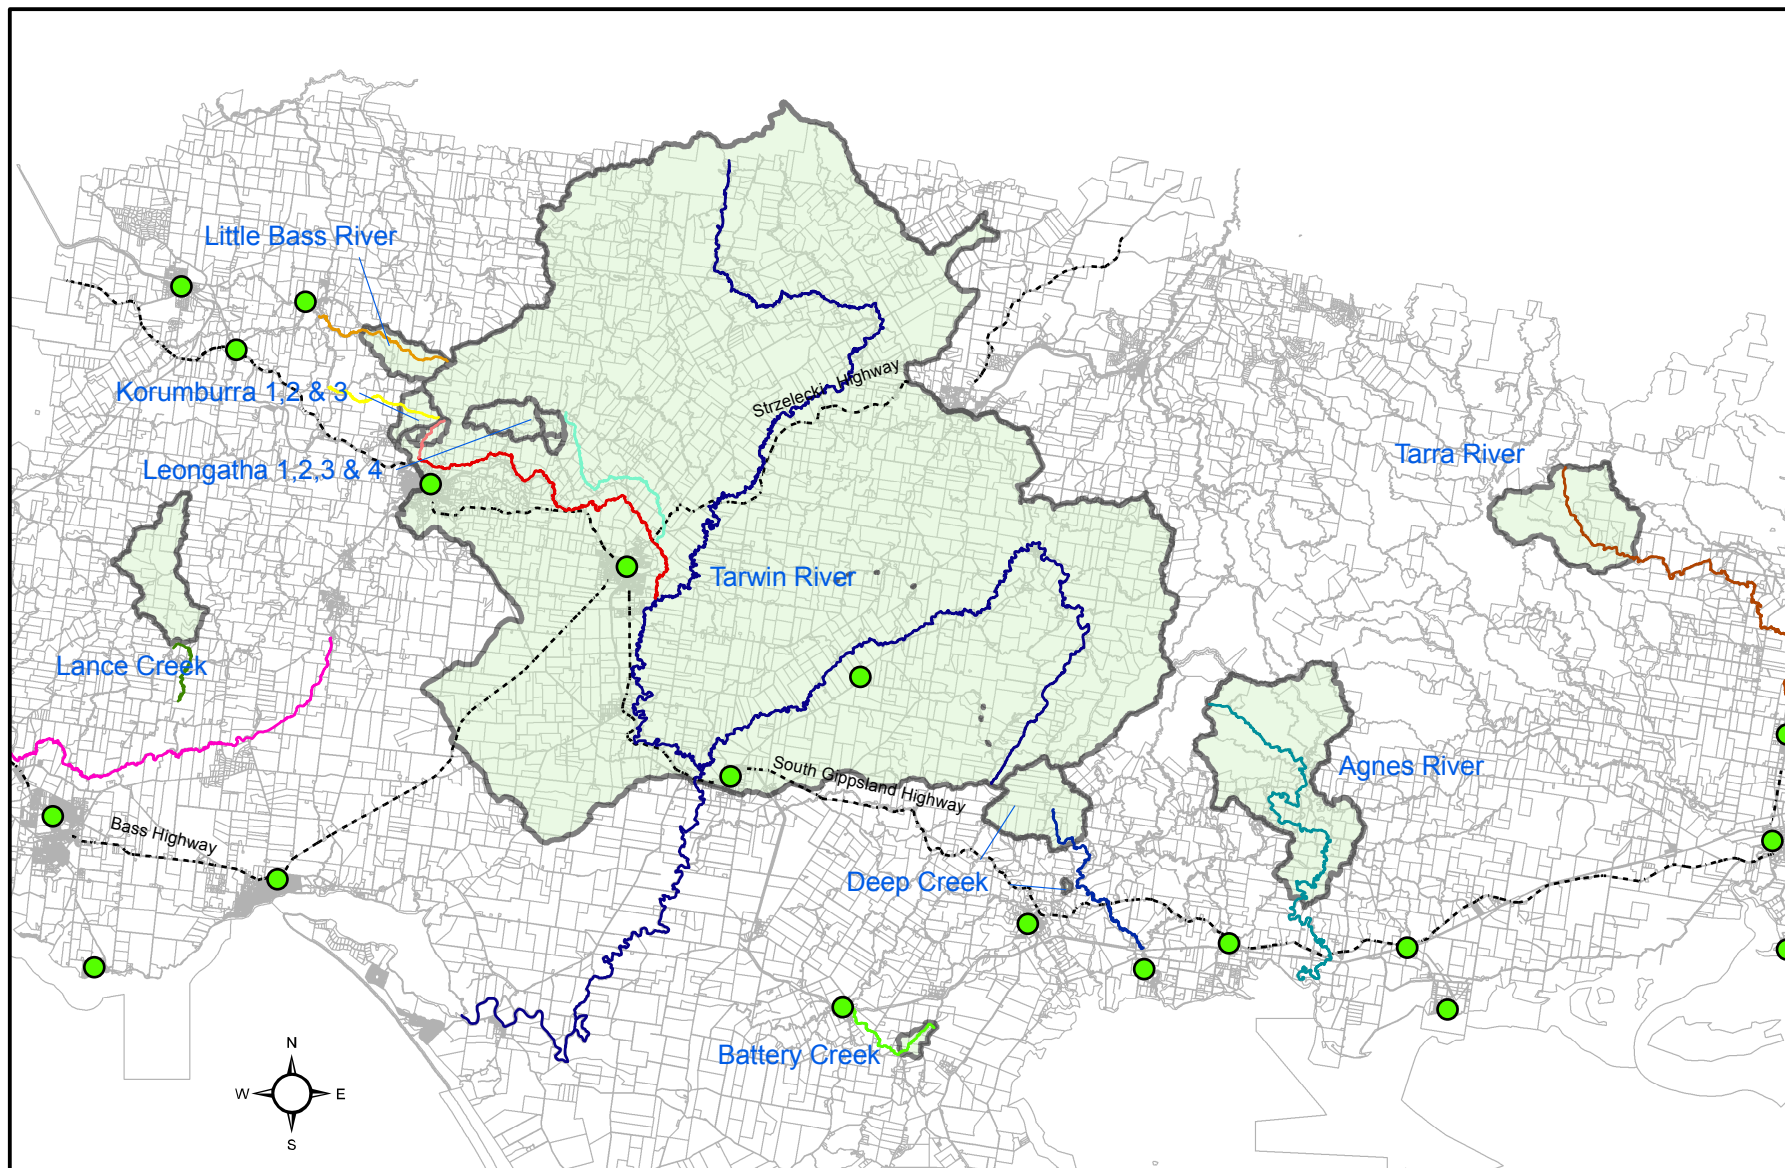 Little Bass River
Strzelecki Highway
Korumburra 1,2 & 3
Tarra River
Leongatha 1,2,3 & 4
Tarwin River
Lance Creek
South Gippsland Highway
Agnes River
Bass Highway
Deep Creek
Battery Creek
N
W
E
S